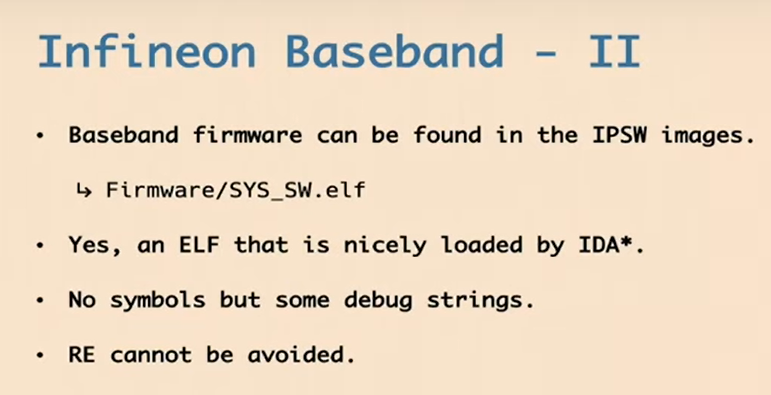 Infineon Baseband – II
• Baseband firmware can be found in the IPSW images.
↳ Firmware/SYS_SW.elf
• Yes, an ELF that is nicely loaded by IDA*.
• No symbols but some debug strings.
• RE cannot be avoided.